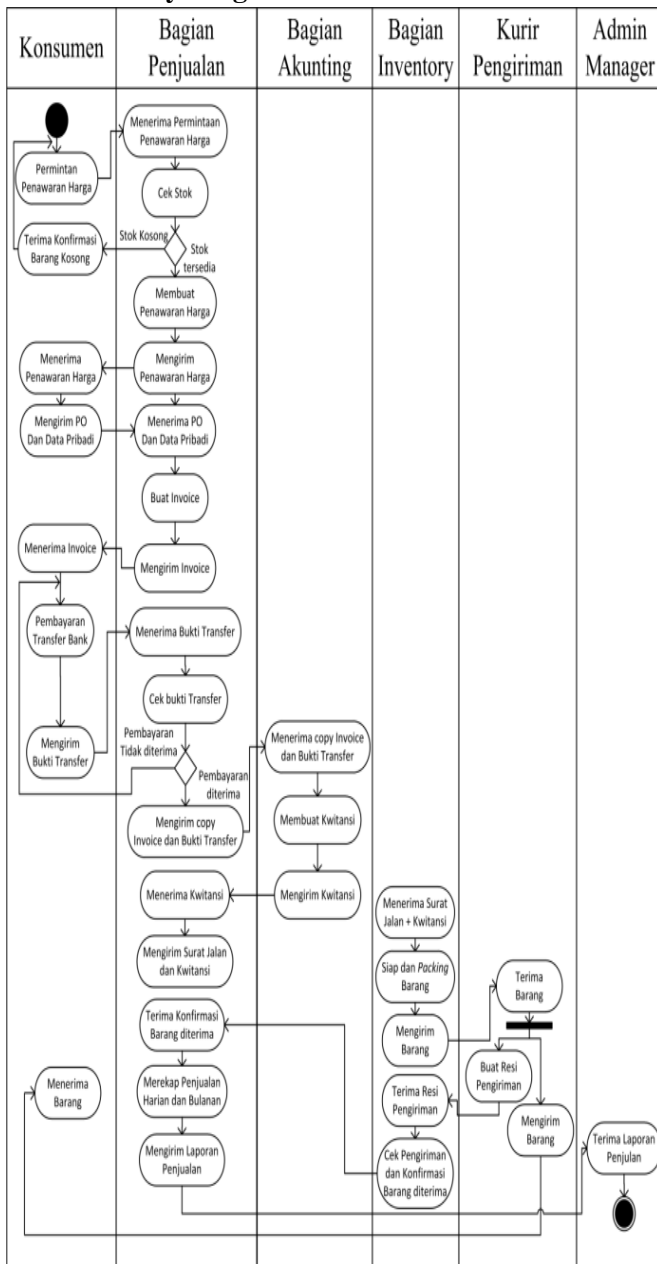 Konsumen
Bagian
Penjualan
Bagian
Akunting
Bagian
Inventory
Kurir
Pengiriman
Admin
Manager
Menerima Permintaan
Penawaran Harga
Permintan
Penawaran Harga
Cek Stok
Stok Kosong
Stok
tersedia
Terima Konfirmasi
Barang Kosong
Membuat
Penawaran Harga
Menerima
Penawaran Harga
Mengirim
Penawaran Harga
Mengirim PO
Dan Data Pribadi
Menerima PO
Dan Data Pribadi
Buat Invoice
Menerima Invoice
Mengirim Invoice
Pembayaran
Transfer Bank
Menerima Bukti Transfer
Cek bukti Transfer
Mengirim
Bukti Transfer
Pembayaran
Tidak diterima
Pembayaran
diterima
Menerima copy Invoice
dan Bukti Transfer
Mengirim copy
Invoice dan Bukti Transfer
Membuat Kwitansi
Menerima Kwitansi
Mengirim Kwitansi
Menerima Surat
Jalan + Kwitansi
Mengirim Surat Jalan
dan Kwitansi
Siap dan Packing
Barang
Terima
Barang
Terima Konfirmasi
Barang diterima
Mengirim
Barang
Buat Resi
Pengiriman
Menerima
Barang
Merekap Penjualan
Harian dan Bulanan
Terima Resi
Pengiriman
Mengirim
Barang
Mengirim Laporan
Penjualan
Cek Pengiriman
dan Konfirmasi
Barang diterima
Terima Laporan
Penjulan